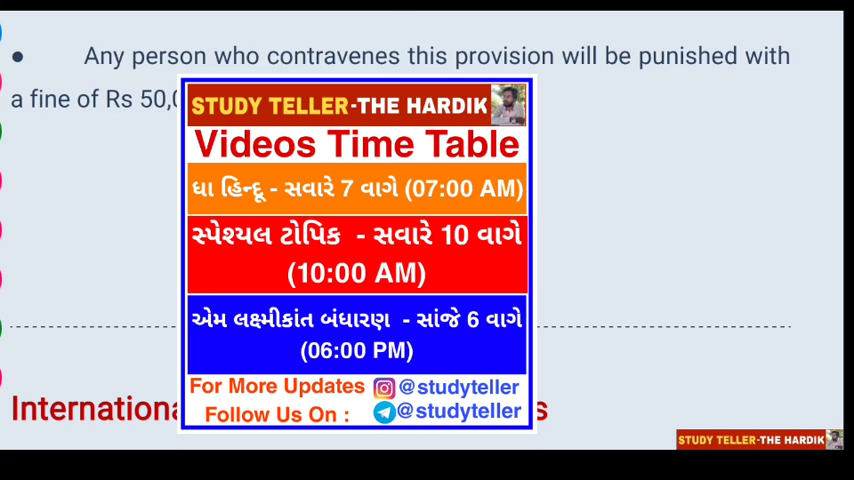 ● Any person who contravenes this provision will be punished with
a fine of Rs 50,0
STUDY TELLER-THE HARDIK
Videos Time Table
ધા હિન્દૂ - સવારે 7 વાગે (07:00 AM)
સ્પેશ્યલ ટોપિક - સવારે 10 વાગે
(10:00 AM)
એમ લક્ષ્મીકાંત બંધારણ - સાંજે 6 વાગે
(06:00 PM)
For More Updates @studyteller
Follow Us On : @studyteller
STUDY TELLER-THE HARDIK